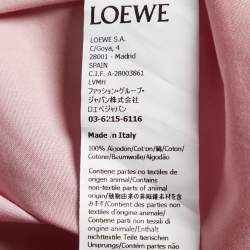 LOEWE
LOEWE S.A.
C/Goya, 4
28001 - Madrid
SPAIN
C.I.F. A-28003861
LVMH
ファッション・グループ・
ジャパン株式会社
ロエベジャパン
03-6215-6116
Made in Italy
100% Algodón/Cotton/綿/Coton/
Cotone/Baumwolle/Algodão
Contiene partes no textiles de
origen animal/Contains
non-textile parts of animal
origin/動物由来の非繊維素材を含
みます/Contient des parties non
textiles d'origine animale/
Contiene parti non tessili di
origine animale/Enthält
nichttextile Teile tierischen
Ursprungs/Contém partes não